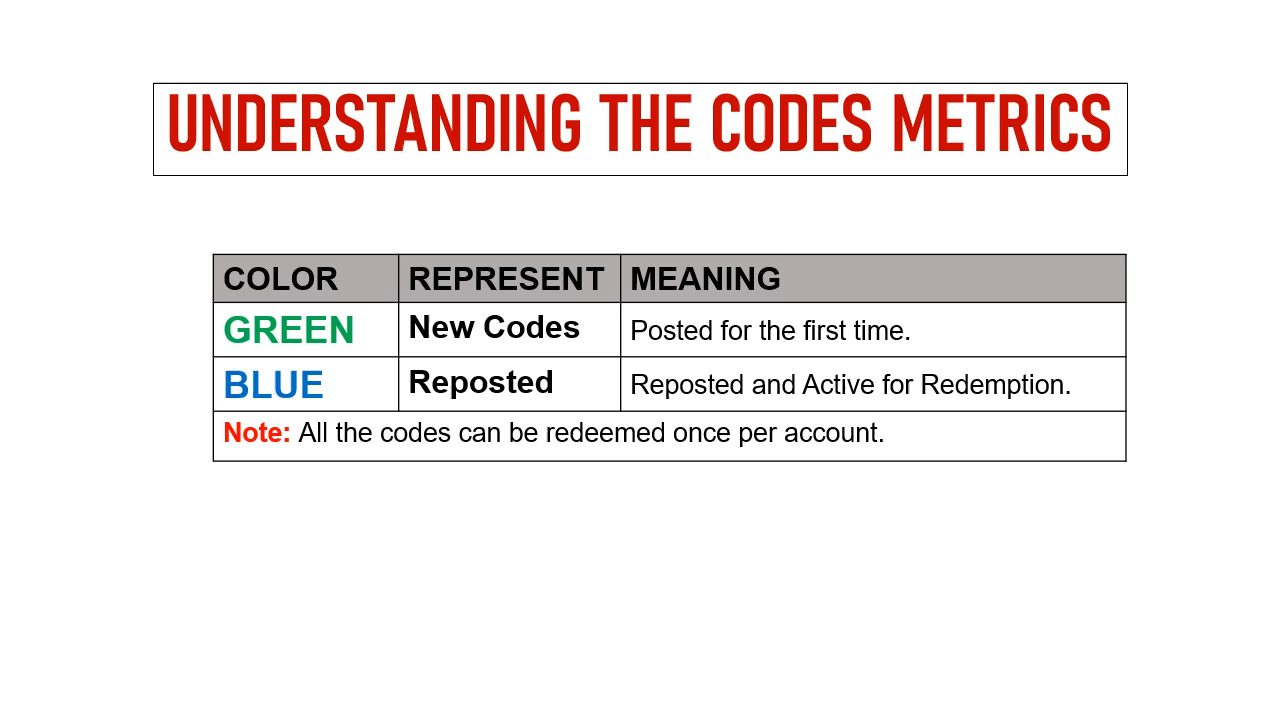 UNDERSTANDING THE CODES METRICS
COLOR REPRESENT MEANING
GREEN New Codes Posted for the first time.
BLUE Reposted Reposted and Active for Redemption.
Note: All the codes can be redeemed once per account.